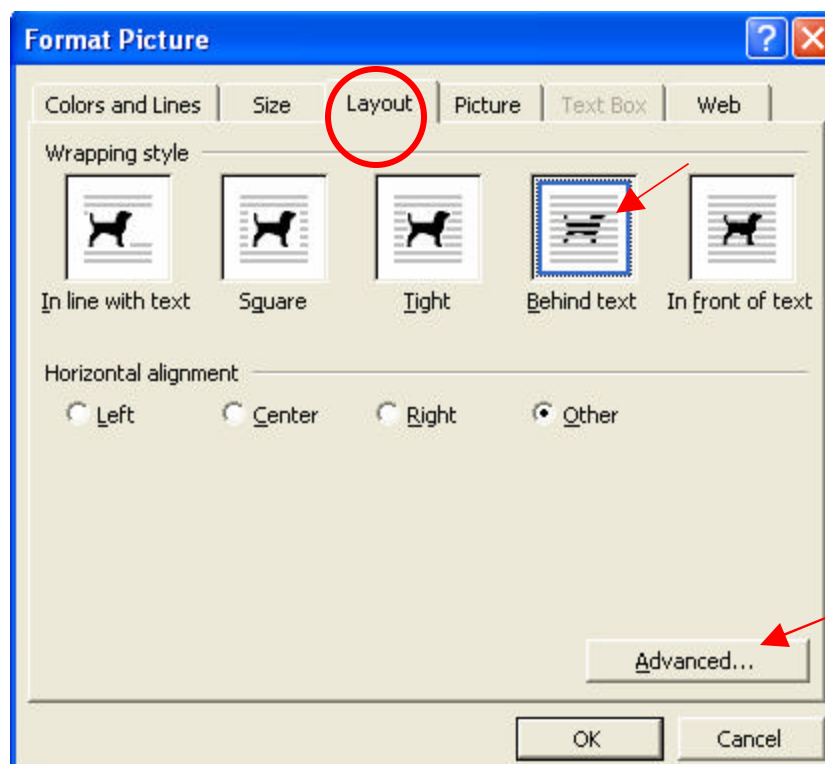 Format Picture
Colors and Lines Size Layout Picture Text Box Web
Wrapping style
In line with text Square Tight Behind text In front of text
Horizontal alignment
Left Center Right Other
Advanced...
OK Cancel